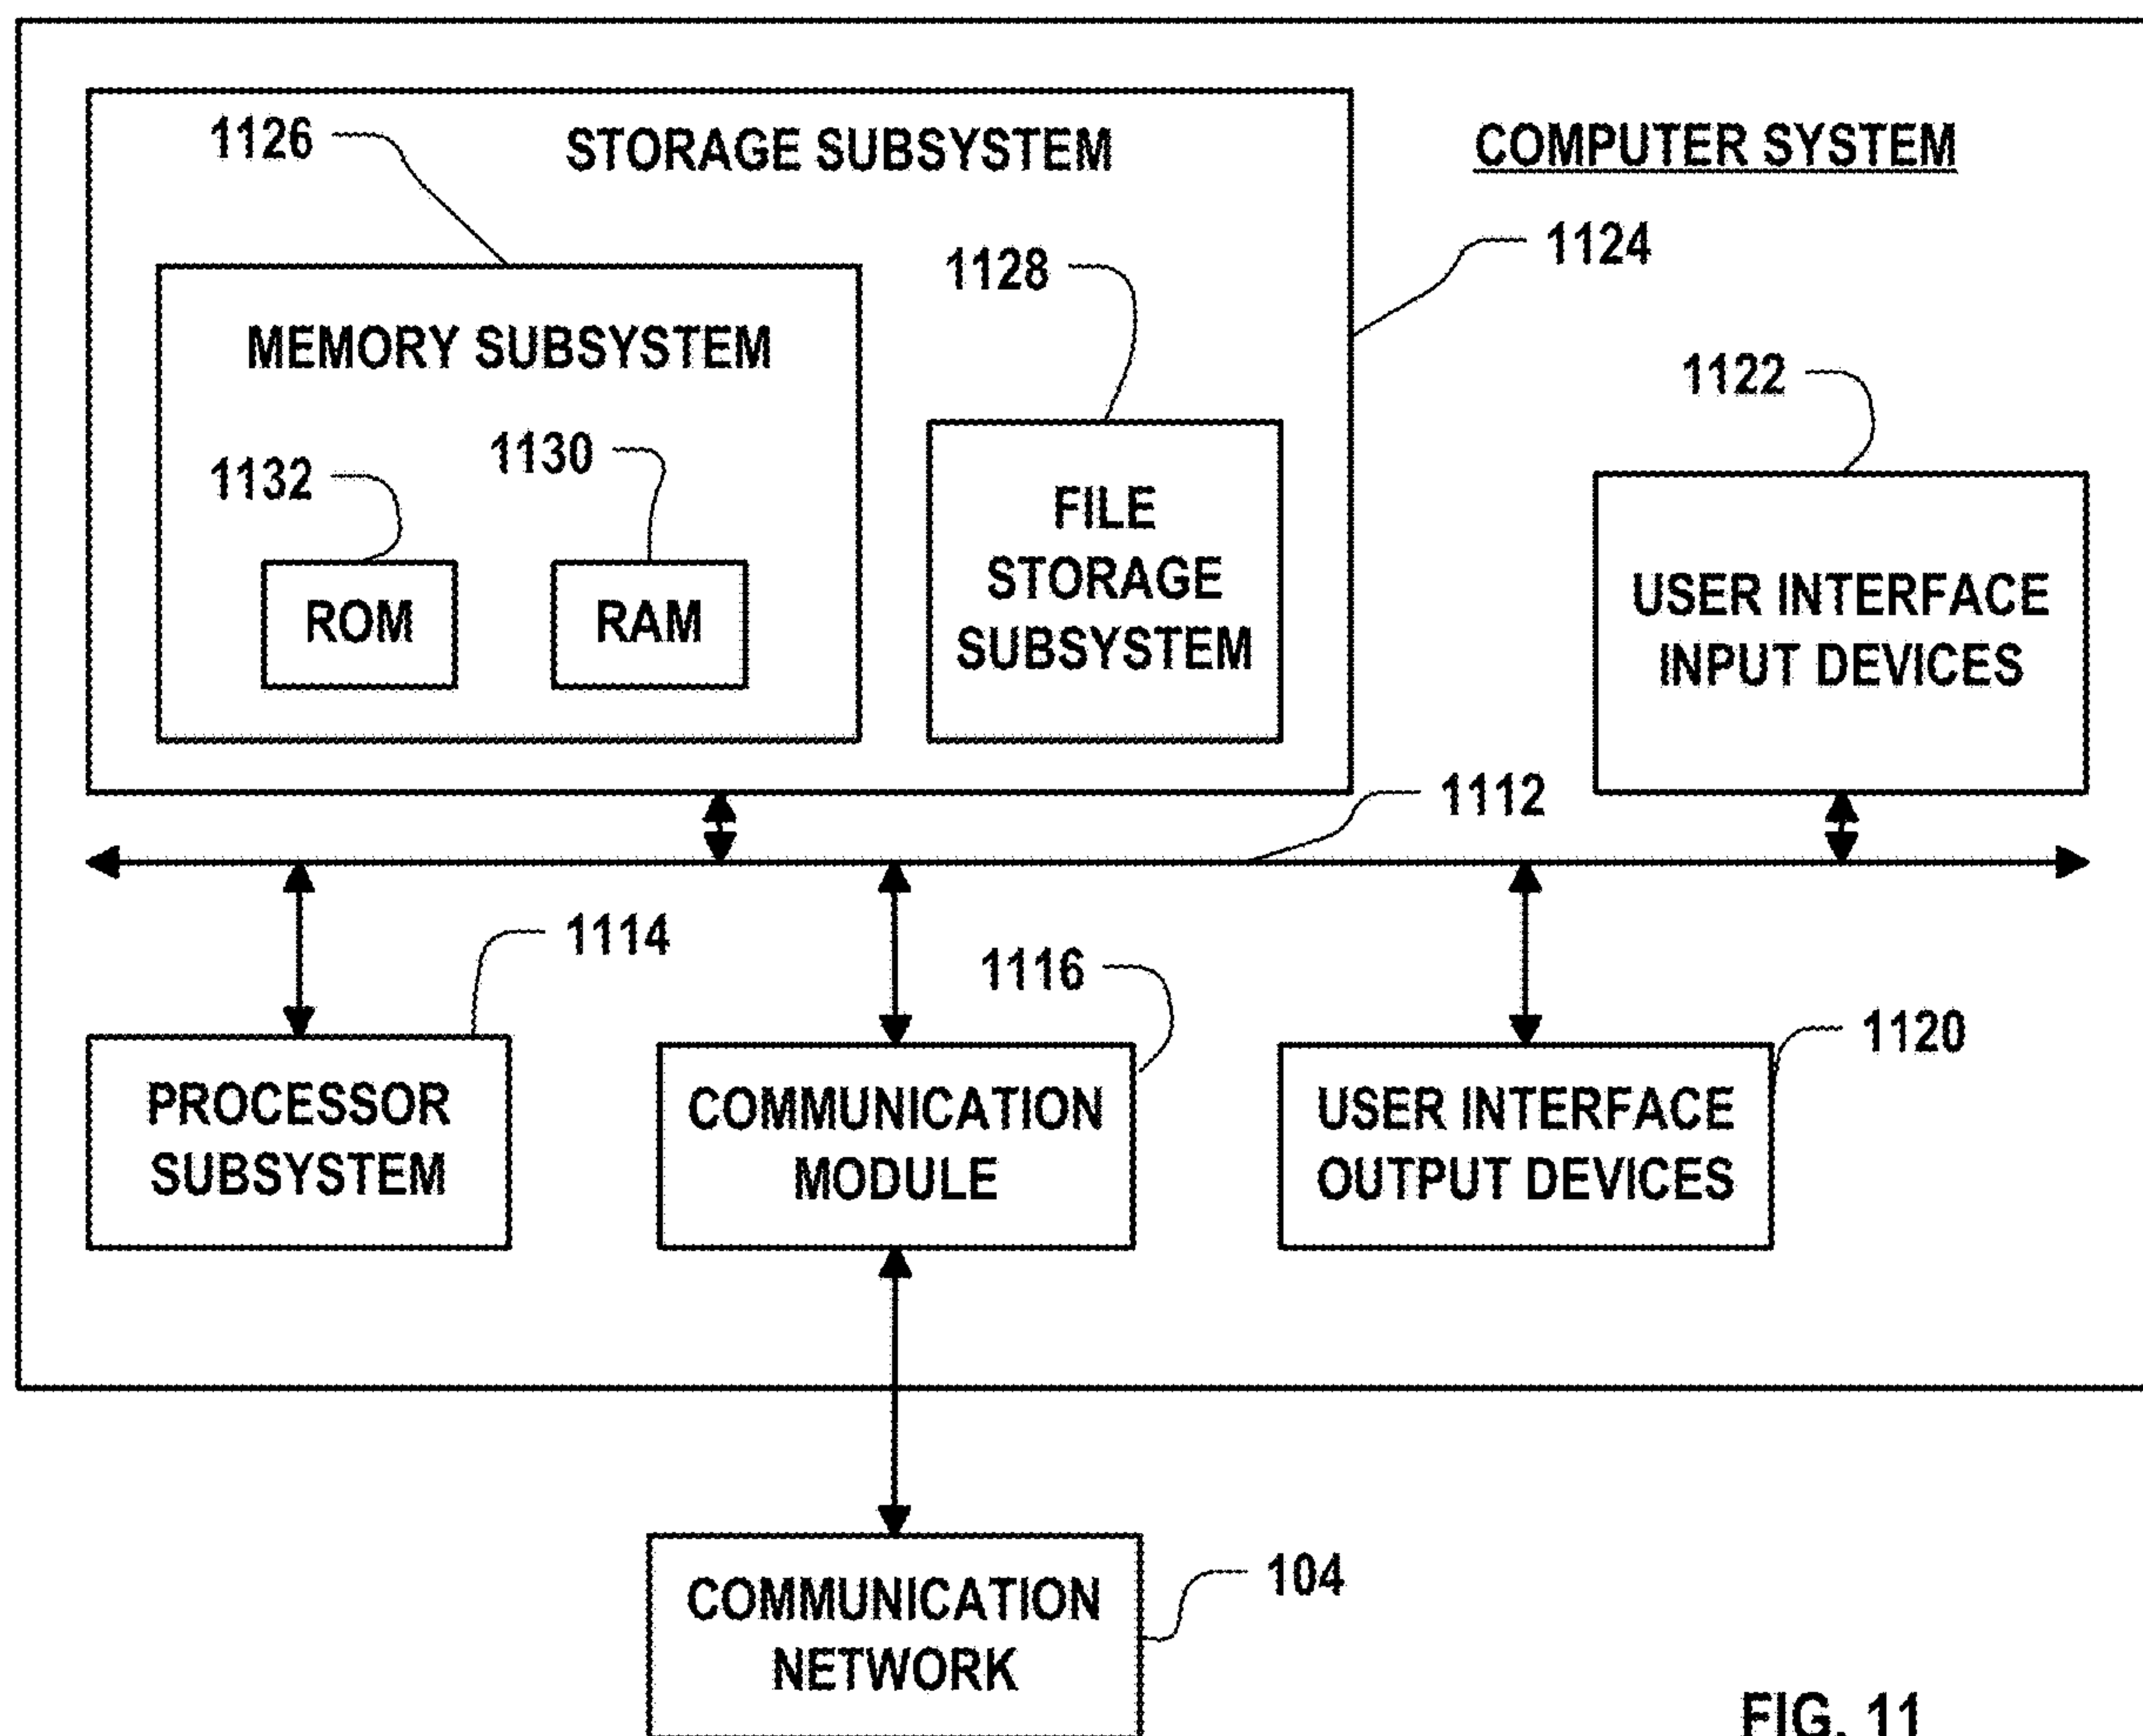 1126
STORAGE SUBSYSTEM
COMPUTER SYSTEM
1124
1128
MEMORY SUBSYSTEM
1122
1132
1130
ROM
RAM
FILE
STORAGE
SUBSYSTEM
USER INTERFACE
INPUT DEVICES
1112
1114
1116
1120
PROCESSOR
SUBSYSTEM
COMMUNICATION
MODULE
USER INTERFACE
OUTPUT DEVICES
104
COMMUNICATION
NETWORK
FIG. 11